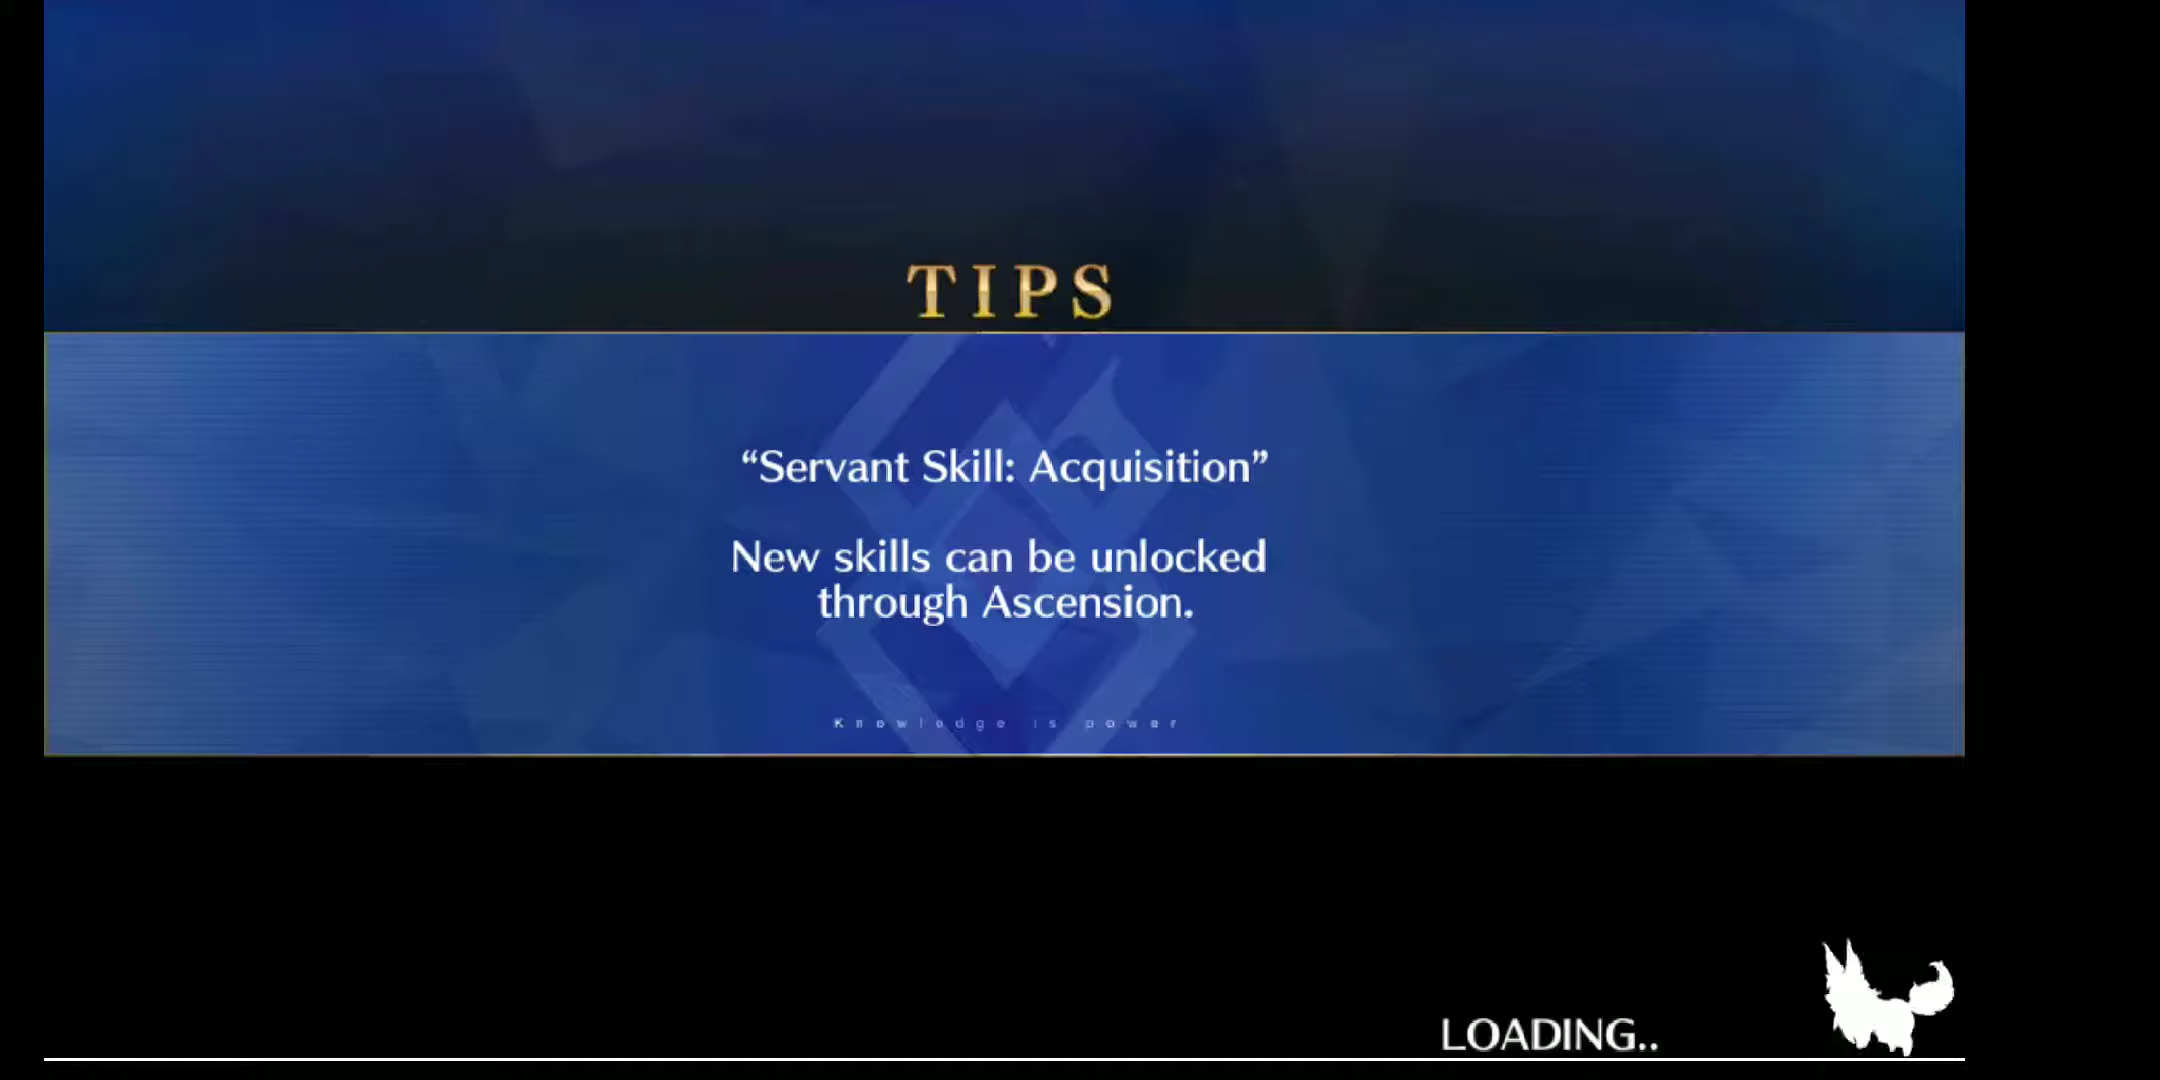 TIPS
“Servant Skill: Acquisition”
New skills can be unlocked
through Ascension.
Knowledge is power
LOADING..